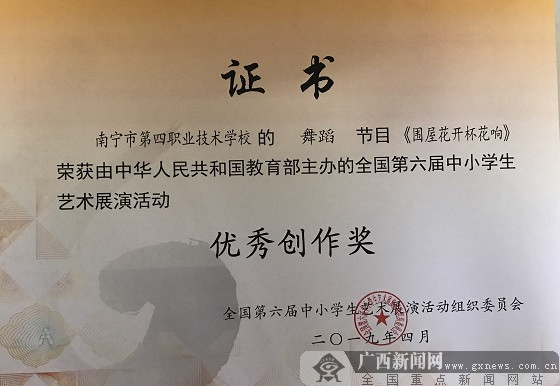 证书
南宁市第四职业技术学校的 舞蹈 节目《围屋花开杯花响》
荣获由中华人民共和国教育部主办的全国第六届中小学生
艺术展演活动
优秀创作奖
全国第六届中小学生艺术展演活动组织委员会
二〇一九年四月
广西新闻网
www.gxnews.com.cn
全国重点新闻网站